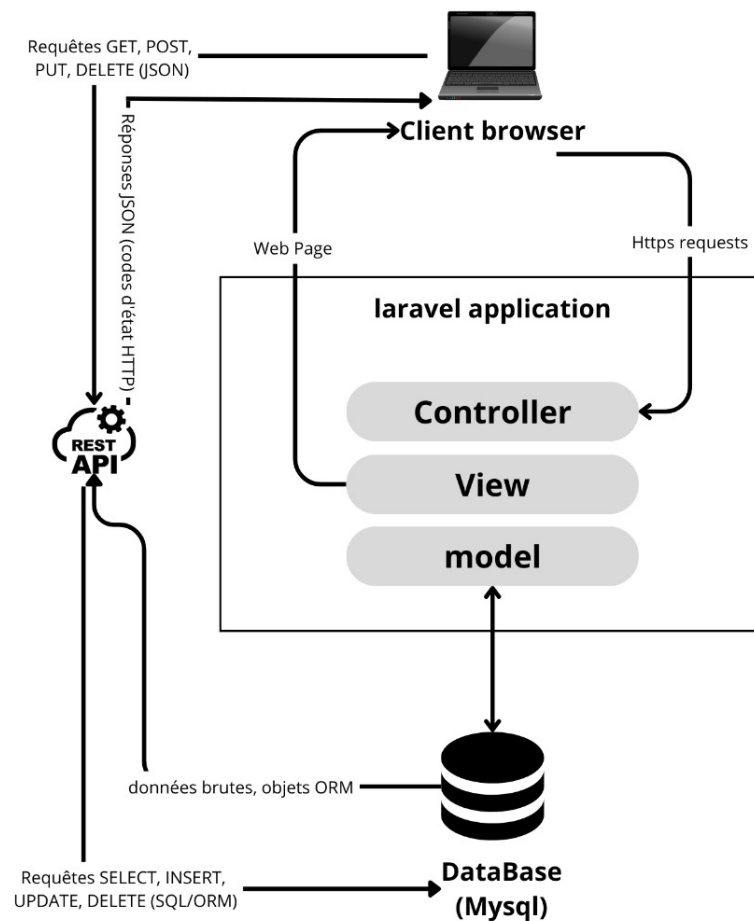 Requêtes GET, POST,
PUT, DELETE (JSON)
Réponses JSON (codes d'état HTTP)
Client browser
Web Page
Https requests
laravel application
Controller
REST
API
View
model
données brutes, objets ORM
Requêtes SELECT, INSERT,
UPDATE, DELETE (SQL/ORM)
DataBase
(Mysql)